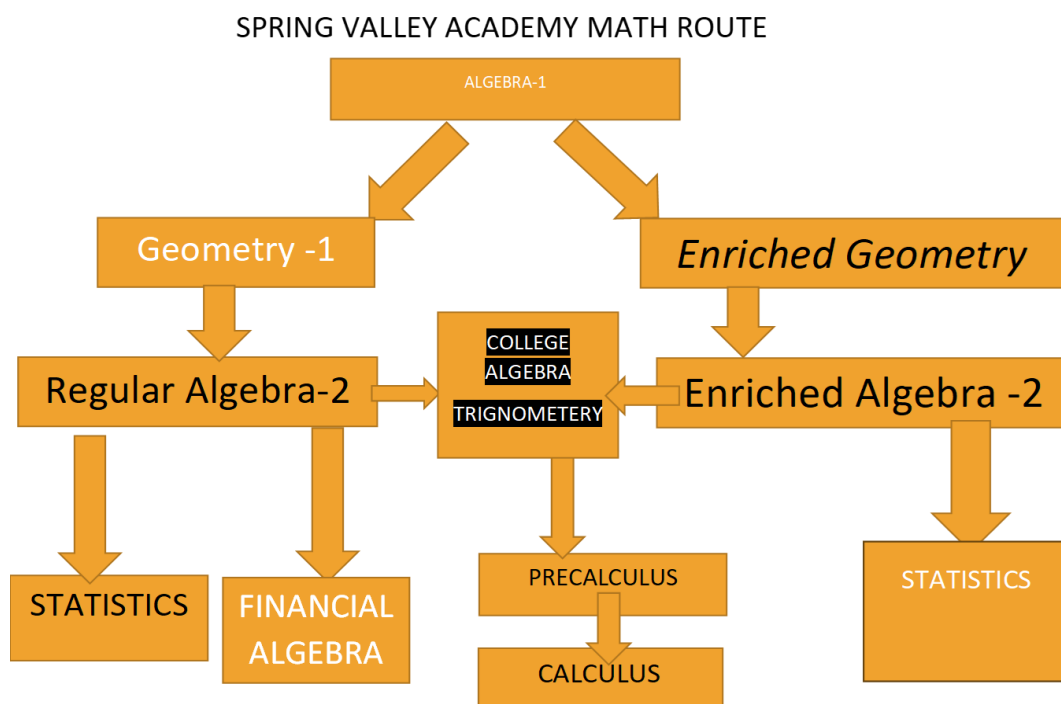 SPRING VALLEY ACADEMY MATH ROUTE
ALGEBRA-1
Geometry -1
Enriched Geometry
COLLEGE
ALGEBRA
TRIGNOMETERY
Regular Algebra-2
Enriched Algebra -2
STATISTICS
FINANCIAL
ALGEBRA
PRECALCULUS
CALCULUS
STATISTICS